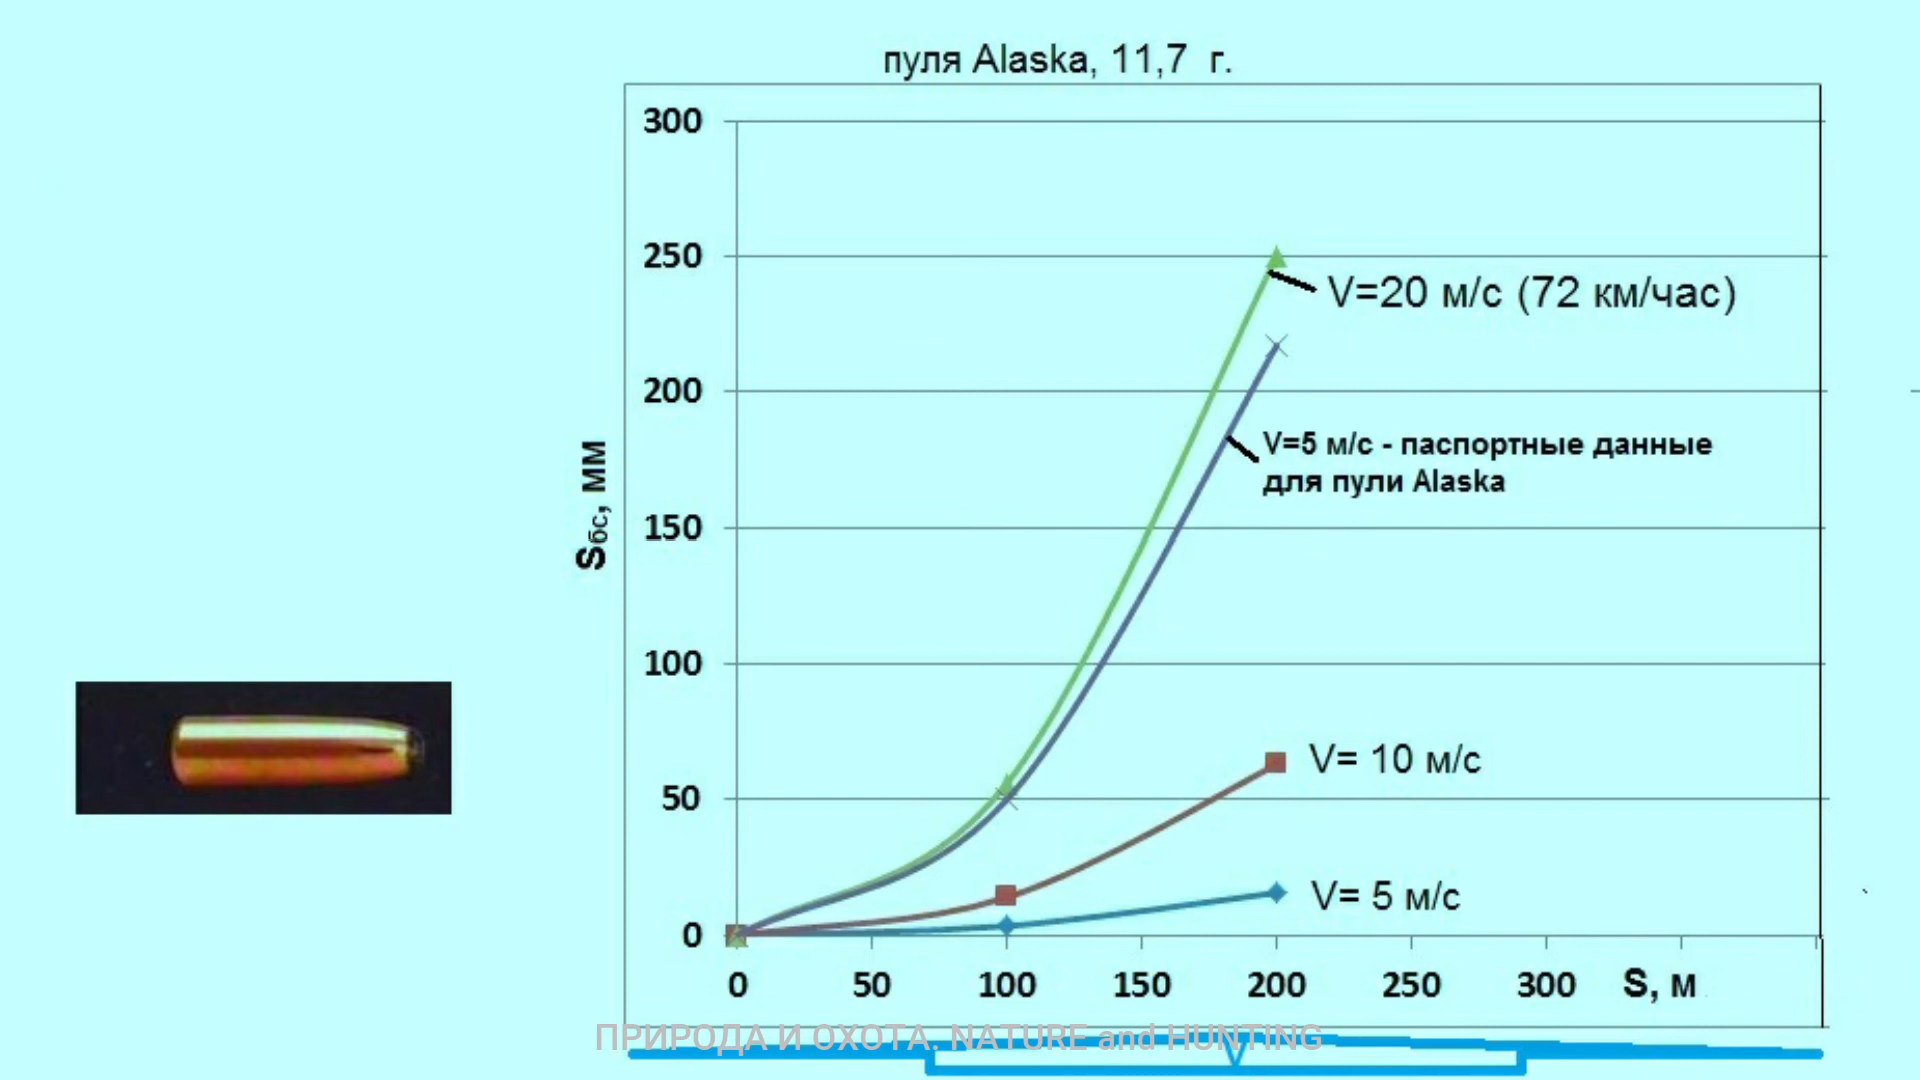 пуля Alaska, 11,7 г.
300
250
V=20 м/с (72 км/час)
200
V=5 м/с - паспортные данные
для пули Alaska
Sбс, мм
150
100
50
V= 10 м/с
V= 5 м/с
0
0 50 100 150 200 250 300 S, м
ПРИРОДА И ОХОТА. NATURE and HUNTING
V